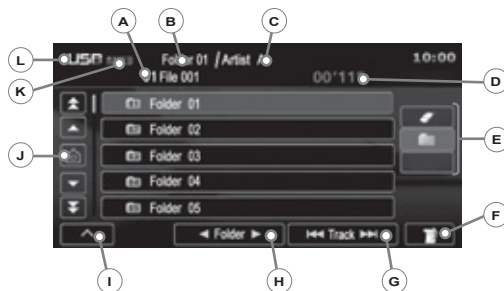 A
B
C
L
USB
Folder 01 / Artist
10:00
K
File 001
00'11
D
Folder 01
Folder 02
E
J
Folder 03
Folder 04
F
Folder 05
Folder
Track
I
H
G